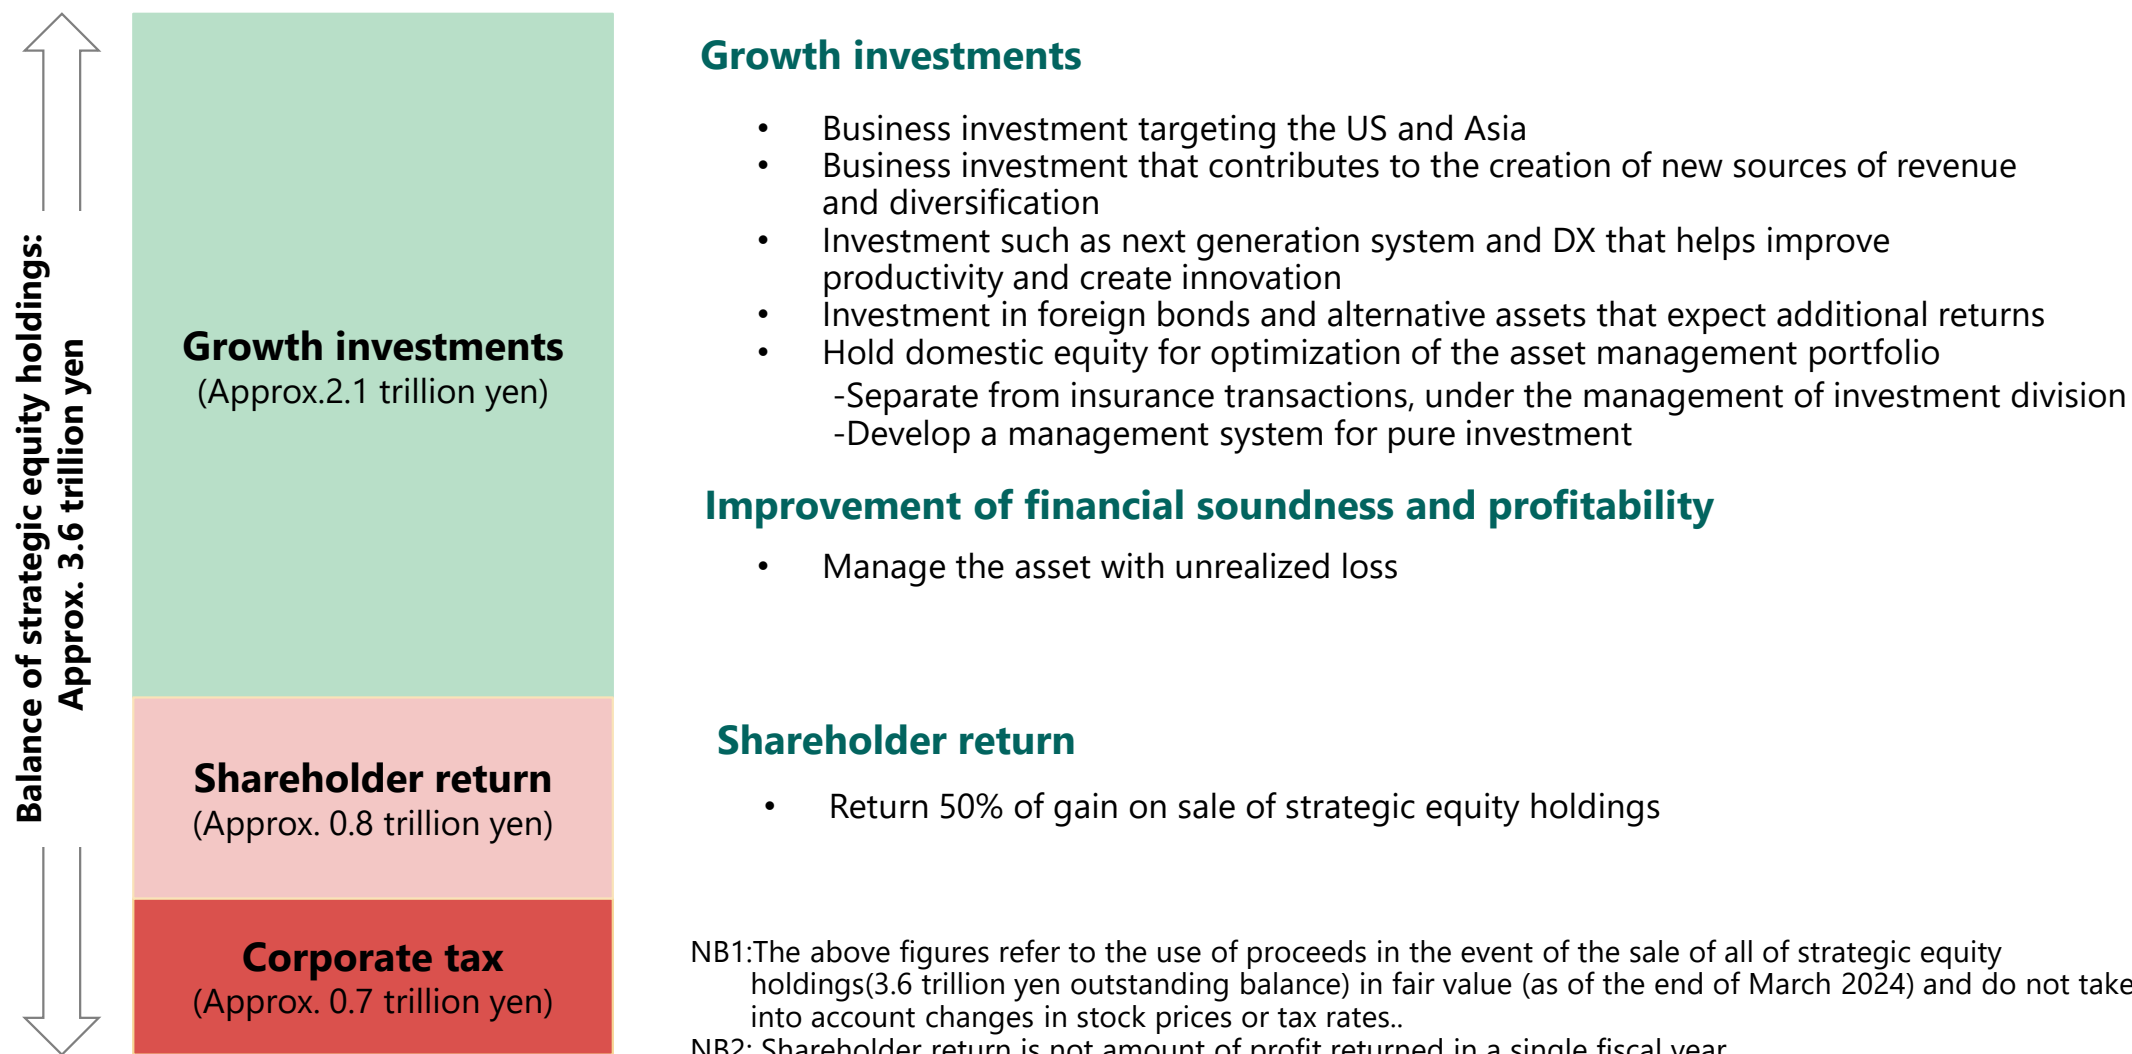 Balance of strategic equity holdings:
Approx. 3.6 trillion yen
Growth investments
(Approx.2.1 trillion yen)
Shareholder return
(Approx. 0.8 trillion yen)
Corporate tax
(Approx. 0.7 trillion yen)
Growth investments
• Business investment targeting the US and Asia
• Business investment that contributes to the creation of new sources of revenue
and diversification
• Investment such as next generation system and DX that helps improve
productivity and create innovation
• Investment in foreign bonds and alternative assets that expect additional returns
• Hold domestic equity for optimization of the asset management portfolio
-Separate from insurance transactions, under the management of investment division
-Develop a management system for pure investment
Improvement of financial soundness and profitability
• Manage the asset with unrealized loss
Shareholder return
• Return 50% of gain on sale of strategic equity holdings
NB1:The above figures refer to the use of proceeds in the event of the sale of all of strategic equity
holdings(3.6 trillion yen outstanding balance) in fair value (as of the end of March 2024) and do not take
into account changes in stock prices or tax rates..
NB2: Shareholder return is not amount of profit returned in a single fiscal year